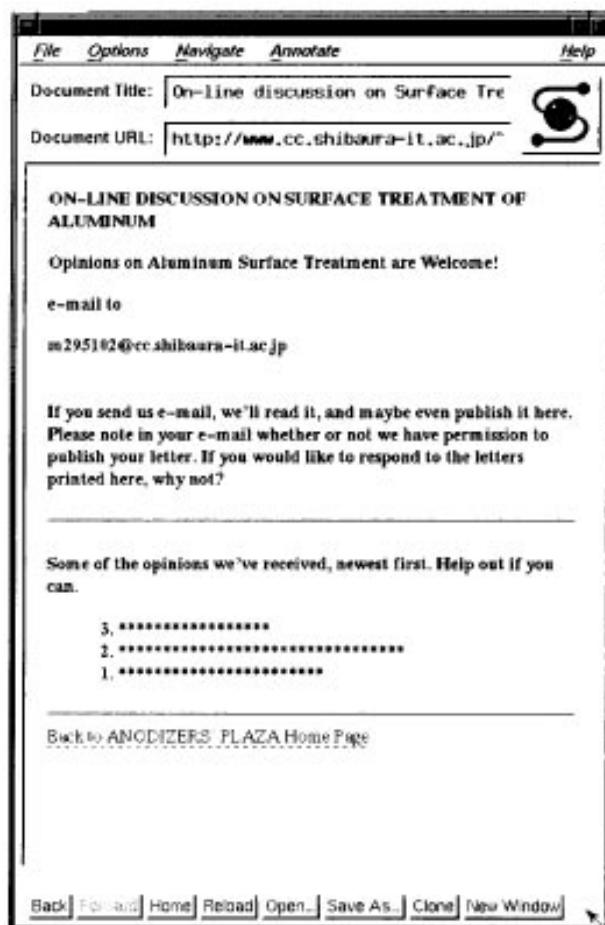 File Options Navigate Annotate Help
Document Title: On-line discussion on Surface Tre
Document URL: http://www.cc.shibaura-it.ac.jp/~
ON-LINE DISCUSSION ON SURFACE TREATMENT OF
ALUMINUM
Opinions on Aluminum Surface Treatment are Welcome!
e-mail to
m295102@cc.shibaura-it.ac.jp
If you send us e-mail, we'll read it, and maybe even publish it here.
Please note in your e-mail whether or not we have permission to
publish your letter. If you would like to respond to the letters
printed here, why not?
Some of the opinions we've received, newest first. Help out if you
can.
3. *****************
2. ********************************
1. ***********************
Back to ANODIZERS' PLAZA Home Page
Back Forward Home Reload Open... Save As... Clone New Window